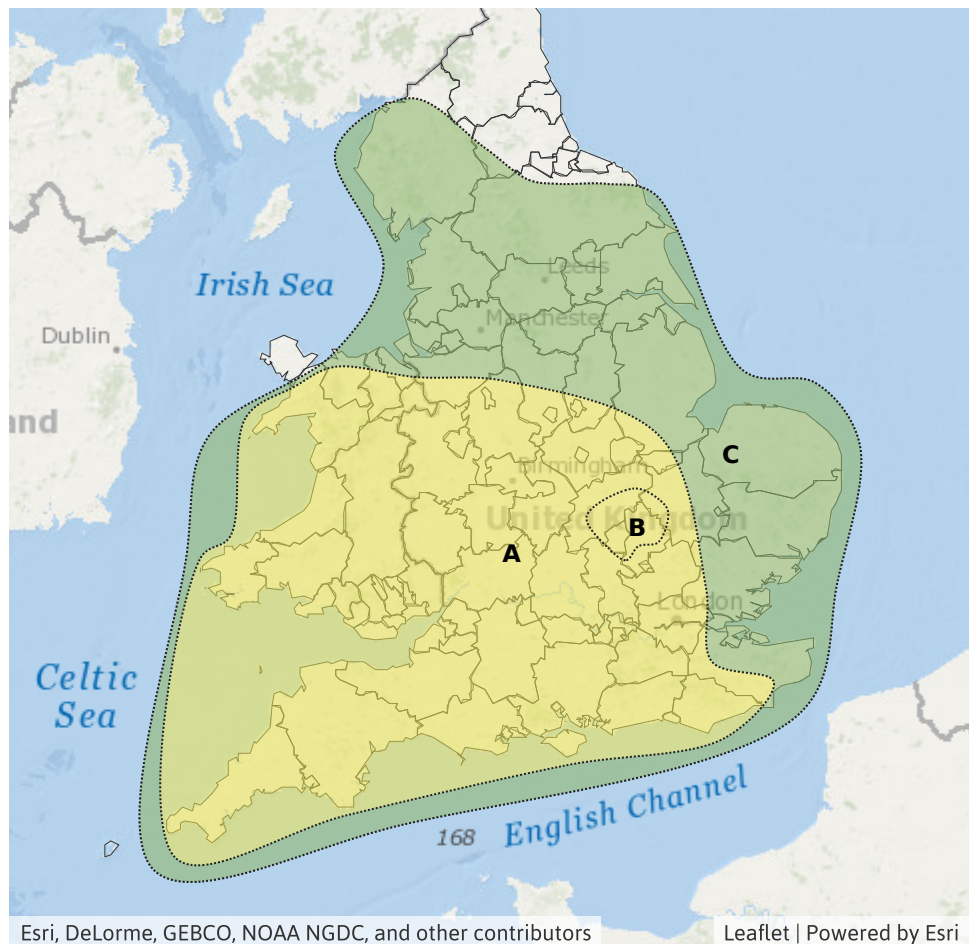 Leeds
Irish Sea
Manchester
Dublin
and
C
Birmingham
United Kingdom
B
A
London
Celtic
Sea
English Channel
168
Esri, DeLorme, GEBCO, NOAA NGDC, and other contributors
Leaflet | Powered by Esri